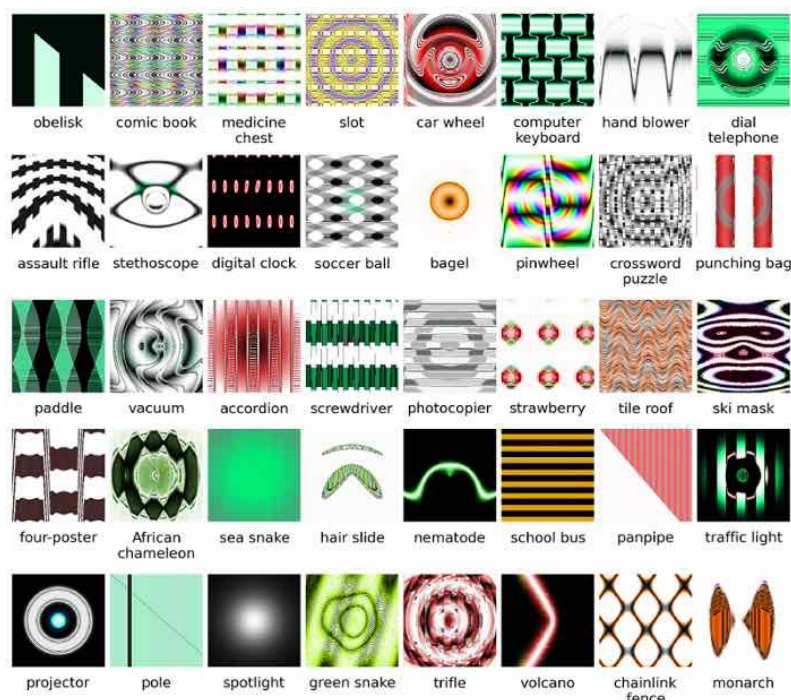 obelisk
comic book
medicine
chest
slot
car wheel
computer
keyboard
hand blower
dial
telephone
assault rifle
stethoscope
digital clock
soccer ball
bagel
pinwheel
crossword
puzzle
punching bag
paddle
vacuum
accordion
screwdriver
photocopier
strawberry
tile roof
ski mask
four-poster
African
chameleon
sea snake
hair slide
nematode
school bus
panpipe
traffic light
projector
pole
spotlight
green snake
trifle
volcano
chainlink
fence
monarch